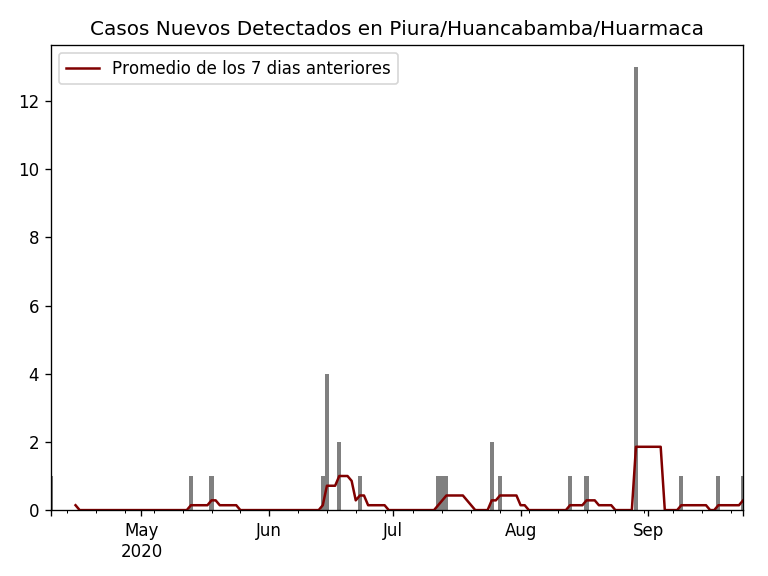 Casos Nuevos Detectados en Piura/Huancabamba/Huarmaca
Promedio de los 7 dias anteriores
12
10
8
6
4
2
0
May Jun Jul Aug Sep
2020